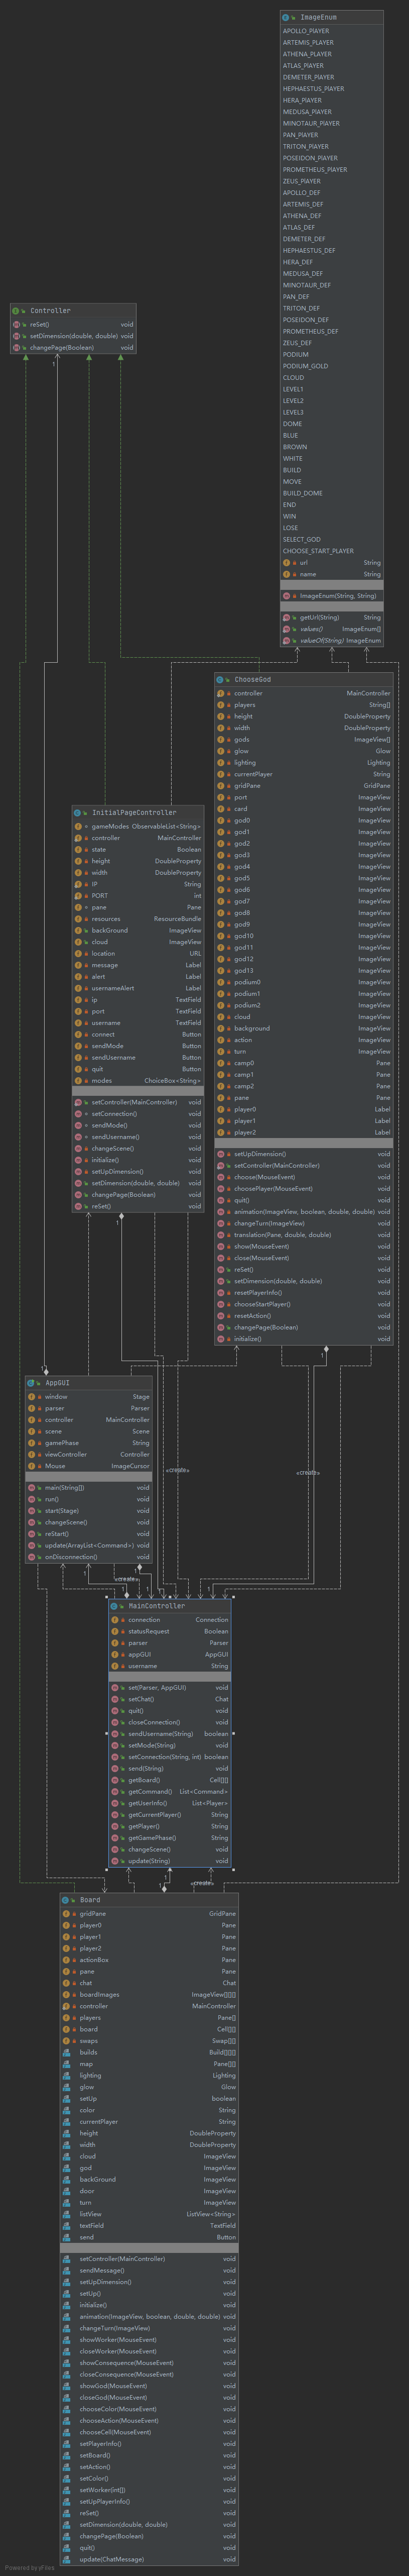 ImageEnum
APOLLO_PlAYER
ARTEMIS_PLAYER
ATHENA_PLAYER
ATLAS_PlAYER
DEMETER_PLAYER
HEPHAESTUS_PLAYER
HERA_PLAYER
MEDUSA_PLAYER
MINOTAUR_PLAYER
PAN_PLAYER
TRITON_PLAYER
POSEIDON_PLAYER
PROMETHEUS_PLAYER
ZEUS_PLAYER
APOLLO_DEF
ARTEMIS_DEF
ATHENA_DEF
ATLAS_DEF
DEMETER_DEF
HEPHAESTUS_DEF
HERA_DEF
MEDUSA_DEF
MINOTAUR_DEF
PAN_DEF
TRITON_DEF
POSEIDON_DEF
PROMETHEUS_DEF
ZEUS_DEF
PODIUM
PODIUM_GOLD
CLOUD
LEVEL1
LEVEL2
LEVEL3
DOME
BLUE
BROWN
WHITE
BUILD
MOVE
BUILD_DOME
END
WIN
LOSE
SELECT_GOD
CHOOSE_START_PLAYER
url String
name String
ImageEnum(String, String)
getUrl(String) String
values() ImageEnum[]
valueOf(String) ImageEnum
Controller
reSet() void
setDimension(double, double) void
changePage(Boolean) void
1
ChooseGod
controller MainController
players String[]
height DoubleProperty
width DoubleProperty
gods ImageView[]
glow Glow
lighting Lighting
currentPlayer String
gridPane GridPane
port ImageView
card ImageView
god0 ImageView
god1 ImageView
god2 ImageView
god3 ImageView
god4 ImageView
god5 ImageView
god6 ImageView
god7 ImageView
god8 ImageView
god9 ImageView
god10 ImageView
god11 ImageView
god12 ImageView
god13 ImageView
podium0 ImageView
podium1 ImageView
podium2 ImageView
cloud ImageView
background ImageView
action ImageView
turn ImageView
camp0 Pane
camp1 Pane
camp2 Pane
pane Pane
player0 Label
player1 Label
player2 Label
setUpDimension() void
setController(MainController) void
choose(MouseEvent) void
choosePlayer(MouseEvent) void
quit() void
animation(ImageView, boolean, double, double) void
changeTurn(ImageView) void
translation(Pane, double, double) void
show(MouseEvent) void
close(MouseEvent) void
reSet() void
setDimension(double, double) void
resetPlayerInfo() void
chooseStartPlayer() void
resetAction() void
changePage(Boolean) void
initialize() void
InitialPageController
gameModes ObservableList<String>
controller MainController
state Boolean
height DoubleProperty
width DoubleProperty
IP String
PORT int
pane Pane
resources ResourceBundle
backGround ImageView
cloud ImageView
location URL
message Label
alert Label
usernameAlert Label
ip TextField
port TextField
username TextField
connect Button
sendMode Button
sendUsername Button
quit Button
modes ChoiceBox<String>
setController(MainController) void
setConnection() void
sendMode() void
sendUsername() void
changeScene() void
initialize() void
setUpDimension() void
setDimension(double, double) void
changePage(Boolean) void
reSet() void
1
1
1
AppGUI
window Stage
parser Parser
controller MainController
scene Scene
gamePhase String
viewController Controller
Mouse ImageCursor
main(String[]) void
run() void
start(Stage) void
changeScene() void
reStart() void
update(ArrayList<Command>) void
onDisconnection() void
«create»
«create»
«create»
1
1
1
1
1
1
MainController
connection Connection
statusRequest Boolean
parser Parser
appGUI AppGUI
username String
set(Parser, AppGUI) void
setChat() Chat
quit() void
closeConnection() void
sendUsername(String) boolean
setMode(String) void
setConnection(String, int) boolean
send(String) void
getBoard() Cell[][]
getCommand() List<Command>
getUserInfo() List<Player>
getCurrentPlayer() String
getPlayer() String
getGamePhase() String
changeScene() void
update(String) void
1
1
«create»
Board
gridPane GridPane
player0 Pane
player1 Pane
player2 Pane
actionBox Pane
pane Pane
chat Chat
boardImages ImageView[][][]
controller MainController
players Pane[]
board Cell[][]
swaps Swap[][]
builds Build[][][]
map Pane[][]
lighting Lighting
glow Glow
setUp boolean
color String
currentPlayer String
height DoubleProperty
width DoubleProperty
cloud ImageView
god ImageView
backGround ImageView
door ImageView
turn ImageView
listView ListView<String>
textField TextField
send Button
setController(MainController) void
sendMessage() void
setUpDimension() void
setUp() void
initialize() void
animation(ImageView, boolean, double, double) void
changeTurn(ImageView) void
showWorker(MouseEvent) void
closeWorker(MouseEvent) void
showConsequence(MouseEvent) void
closeConsequence(MouseEvent) void
showGod(MouseEvent) void
closeGod(MouseEvent) void
chooseColor(MouseEvent) void
chooseAction(MouseEvent) void
chooseCell(MouseEvent) void
setPlayerInfo() void
setBoard() void
setAction() void
setColor() void
setWorker(int[]) void
setUpPlayerInfo() void
reSet() void
setDimension(double, double) void
changePage(Boolean) void
quit() void
update(ChatMessage) void
Powered by yFiles